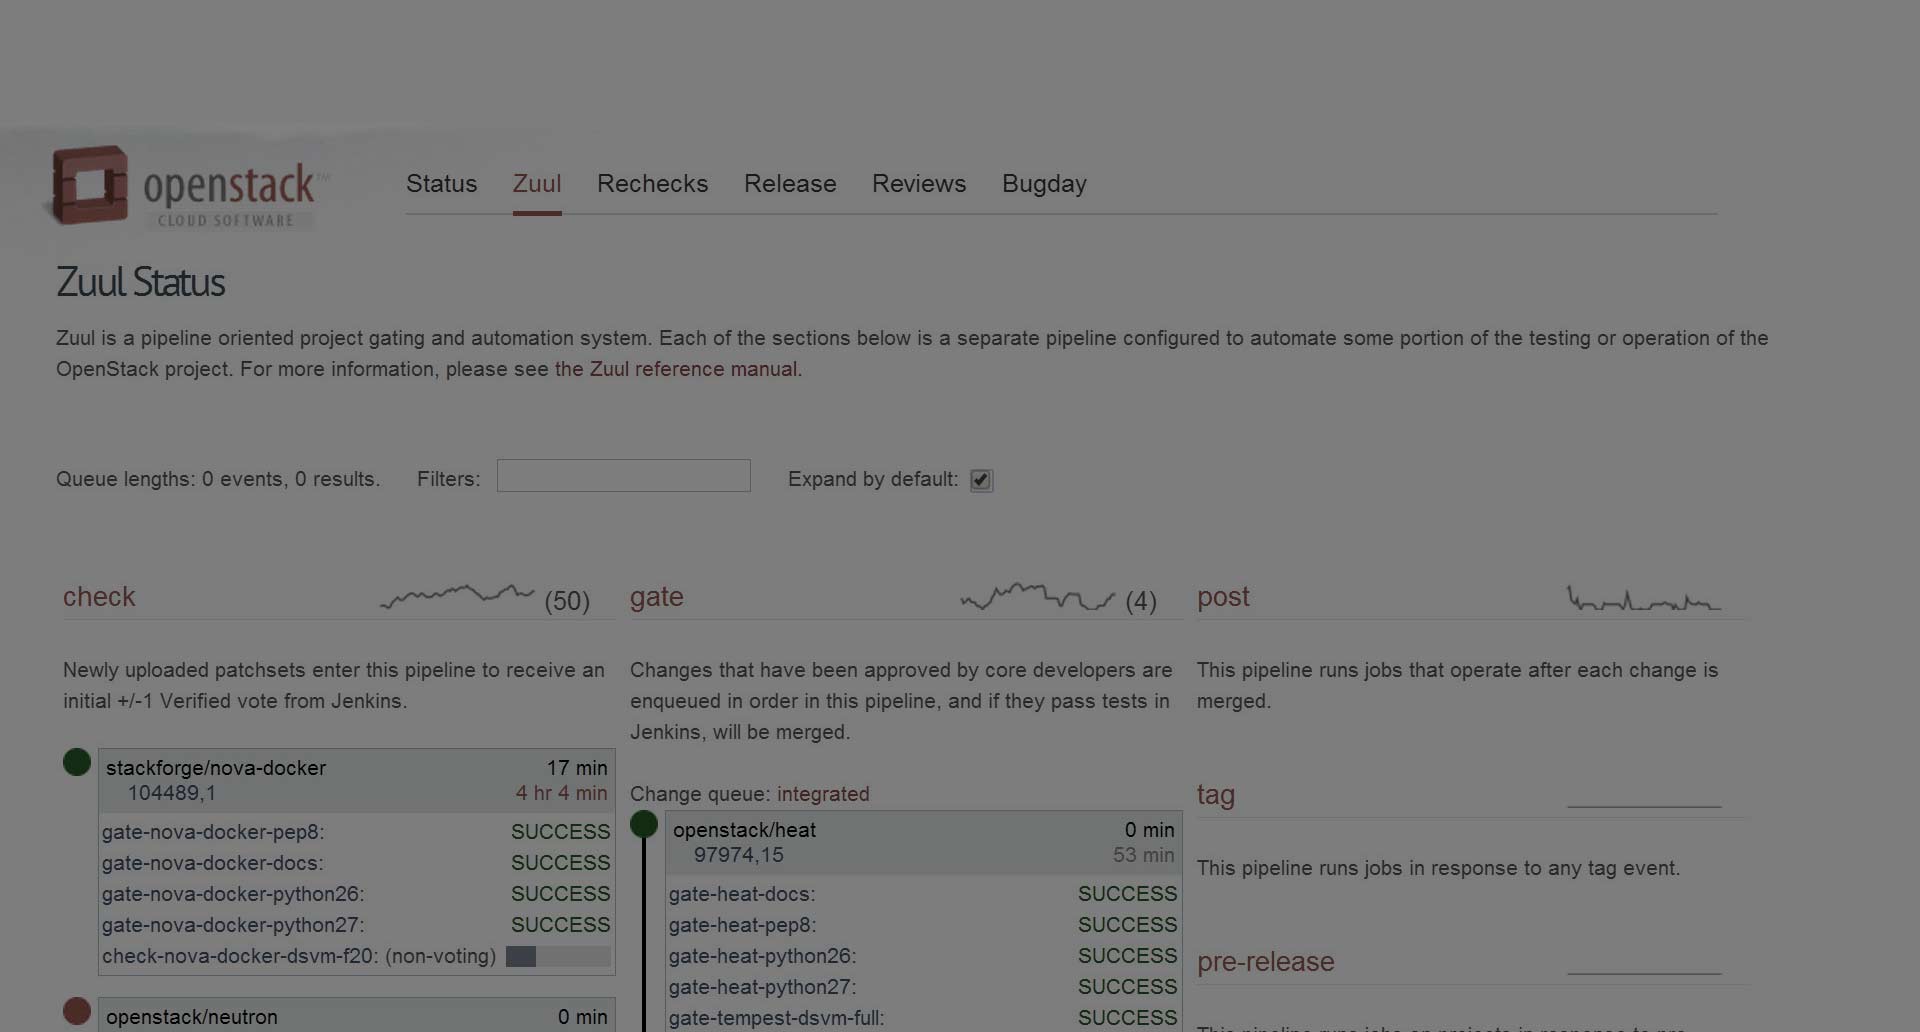 openstack™
CLOUD SOFTWARE
Status Zuul Rechecks Release Reviews Bugday
Zuul Status
Zuul is a pipeline oriented project gating and automation system. Each of the sections below is a separate pipeline configured to automate some portion of the testing or operation of the
OpenStack project. For more information, please see the Zuul reference manual.
Queue lengths: 0 events, 0 results. Filters: Expand by default:
check (50)
Newly uploaded patchsets enter this pipeline to receive an
initial +/-1 Verified vote from Jenkins.
stackforge/nova-docker 17 min
104489,1 4 hr 4 min
gate-nova-docker-pep8: SUCCESS
gate-nova-docker-docs: SUCCESS
gate-nova-docker-python26: SUCCESS
gate-nova-docker-python27: SUCCESS
check-nova-docker-dsvm-f20: (non-voting)
openstack/neutron 0 min
gate (4)
Changes that have been approved by core developers are
enqueued in order in this pipeline, and if they pass tests in
Jenkins, will be merged.
Change queue: integrated
openstack/heat 0 min
97974,15 53 min
gate-heat-docs: SUCCESS
gate-heat-pep8: SUCCESS
gate-heat-python26: SUCCESS
gate-heat-python27: SUCCESS
gate-tempest-dsvm-full: SUCCESS
post
This pipeline runs jobs that operate after each change is
merged.
tag
This pipeline runs jobs in response to any tag event.
pre-release